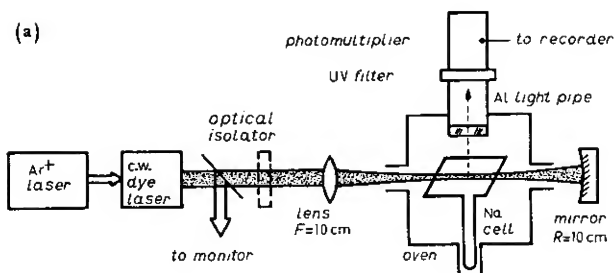 (a)
photomultiplier
to recorder
UV filter
Al light pipe
optical
isolator
Ar+
laser
c.w.
dye
laser
lens
F=10 cm
to monitor
Na
cell
oven
mirror
R=10 cm